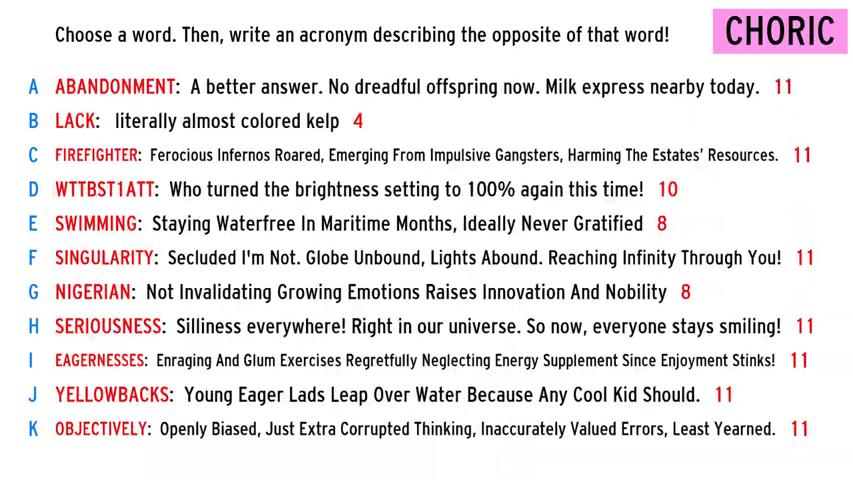 Choose a word. Then, write an acronym describing the opposite of that word!
CHORIC
A ABANDONMENT: A better answer. No dreadful offspring now. Milk express nearby today. 11
B LACK: literally almost colored kelp 4
C FIREFIGHTER: Ferocious Infernos Roared, Emerging From Impulsive Gangsters, Harming The Estates' Resources. 11
D WTTBST1ATT: Who turned the brightness setting to 100% again this time! 10
E SWIMMING: Staying Waterfree In Maritime Months, Ideally Never Gratified 8
F SINGULARITY: Secluded I'm Not. Globe Unbound, Lights Abound. Reaching Infinity Through You! 11
G NIGERIAN: Not Invalidating Growing Emotions Raises Innovation And Nobility 8
H SERIOUSNESS: Silliness everywhere! Right in our universe. So now, everyone stays smiling! 11
I EAGERNESSES: Enraging And Glum Exercises Regretfully Neglecting Energy Supplement Since Enjoyment Stinks! 11
J YELLOWBACKS: Young Eager Lads Leap Over Water Because Any Cool Kid Should. 11
K OBJECTIVELY: Openly Biased, Just Extra Corrupted Thinking, Inaccurately Valued Errors, Least Yearned. 11